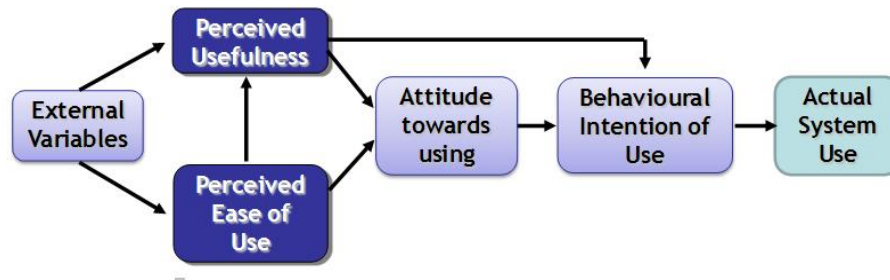 Perceived
Usefulness
External
Variables
Perceived
Ease of
Use
Attitude
towards
using
Behavioural
Intention of
Use
Actual
System
Use